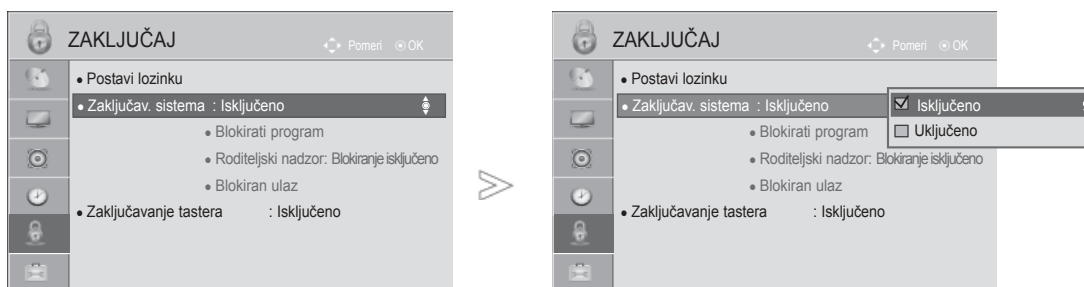 ZAKLJUČAJ
Pomeri OK
• Postavi lozinku
• Zaključav. sistema : Isključeno
• Blokirati program
• Roditeljski nadzor: Blokiranje isključeno
• Blokiran ulaz
• Zaključavanje tastera : Isključeno
ZAKLJUČAJ
Pomeri OK
• Postavi lozinku
• Zaključav. sistema : Isključeno
Isključeno
Uključeno
• Blokirati program
• Roditeljski nadzor: Blokiranje isključeno
• Blokiran ulaz
• Zaključavanje tastera : Isključeno